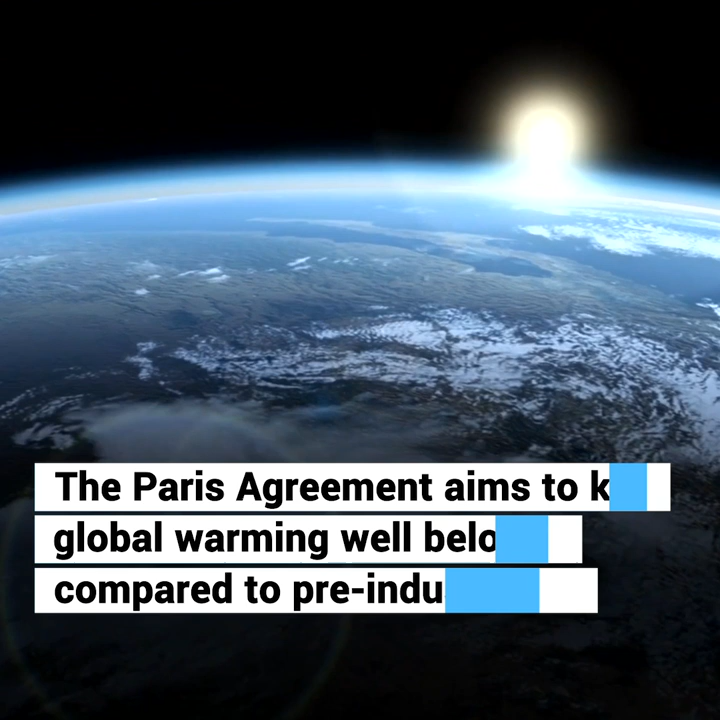 The Paris Agreement aims to k
global warming well belo
compared to pre-indu